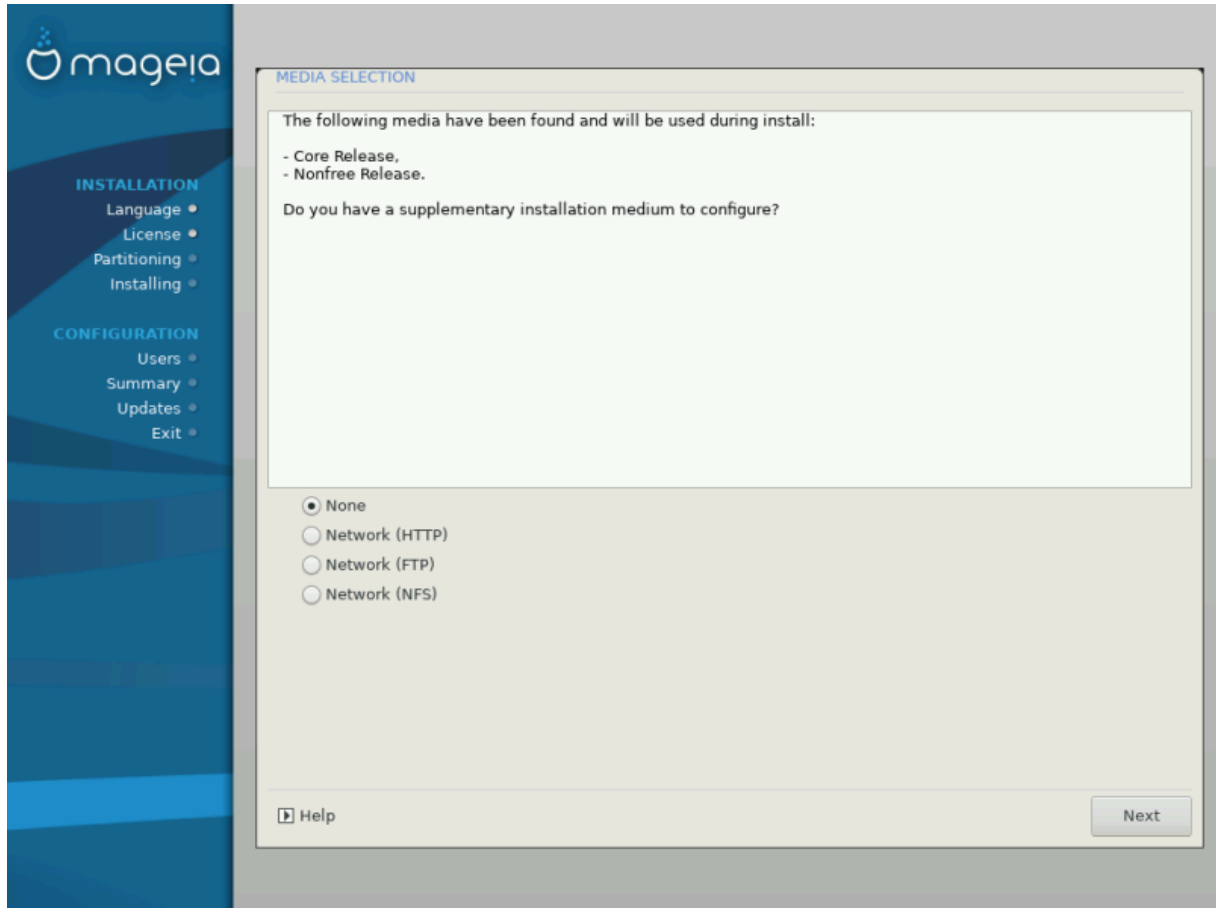 mageia
INSTALLATION
Language
License
Partitioning
Installing
CONFIGURATION
Users
Summary
Updates
Exit
MEDIA SELECTION
The following media have been found and will be used during install:
- Core Release,
- Nonfree Release.
Do you have a supplementary installation medium to configure?
None
Network (HTTP)
Network (FTP)
Network (NFS)
Help
Next